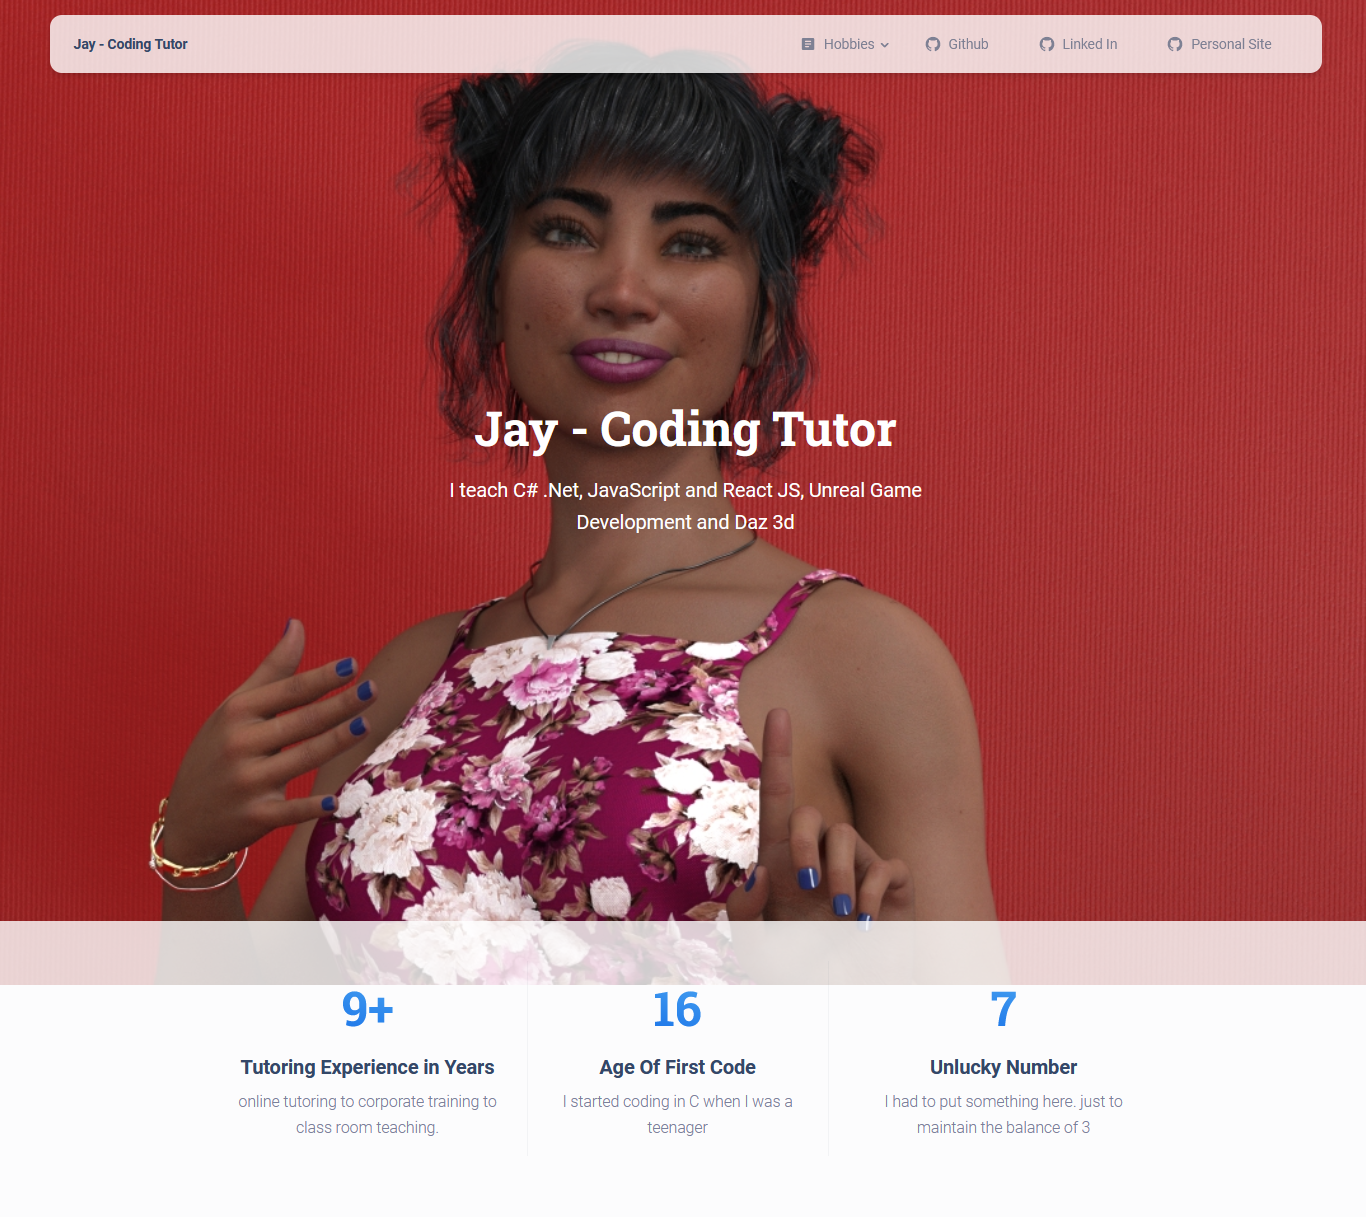 Jay - Coding Tutor
Hobbies
Github
Linked In
Personal Site
Jay - Coding Tutor
I teach C# .Net, JavaScript and React JS, Unreal Game
Development and Daz 3d
9+
Tutoring Experience in Years
online tutoring to corporate training to
class room teaching.
16
Age Of First Code
I started coding in C when I was a
teenager
7
Unlucky Number
I had to put something here. just to
maintain the balance of 3